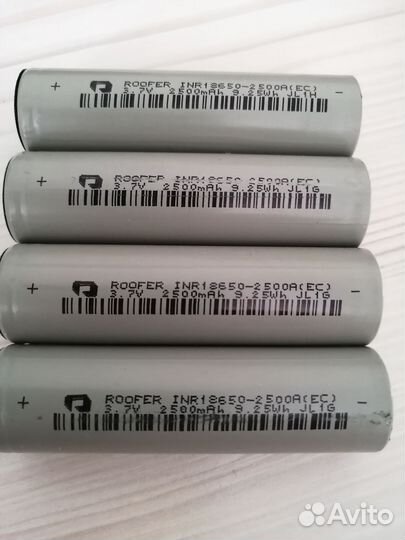 + ROOFER INR18650-2500A(EC) -
3.7V 2500mAh 9.25Wh JL1H
+ ROOFER INR18650-2500A(EC) -
3.7V 2500mAh 9.25Wh JL1G
+ ROOFER INR18650-2500A(EC) -
3.7V 2500mAh 9.25Wh JL1G
+ ROOFER INR18650-2500A(EC) -
3.7V 2500mAh 9.25Wh JL1G
Avito